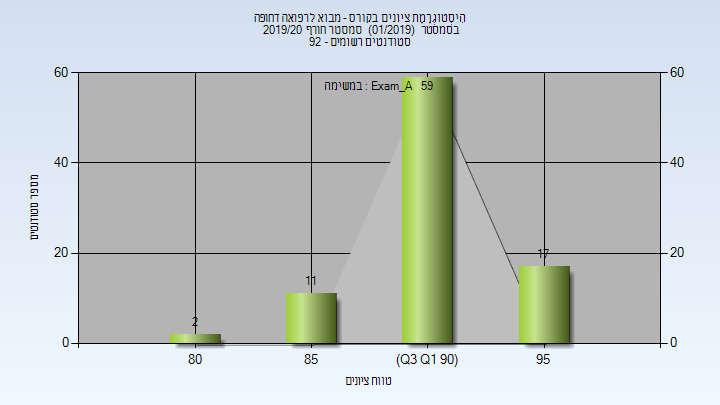 היסטוגרמת ציונים בקורס - מבוא לרפואה דחופה
בסמסטר (01/2019) סמסטר חורף 2019/20
סטודנטים רשומים - 92
במשימה : Exam_A
60
40
20
0
60
40
20
0
מספר סטודנטים
2
11
59
17
80
85
(Q3 Q1 90)
95
טווח ציונים